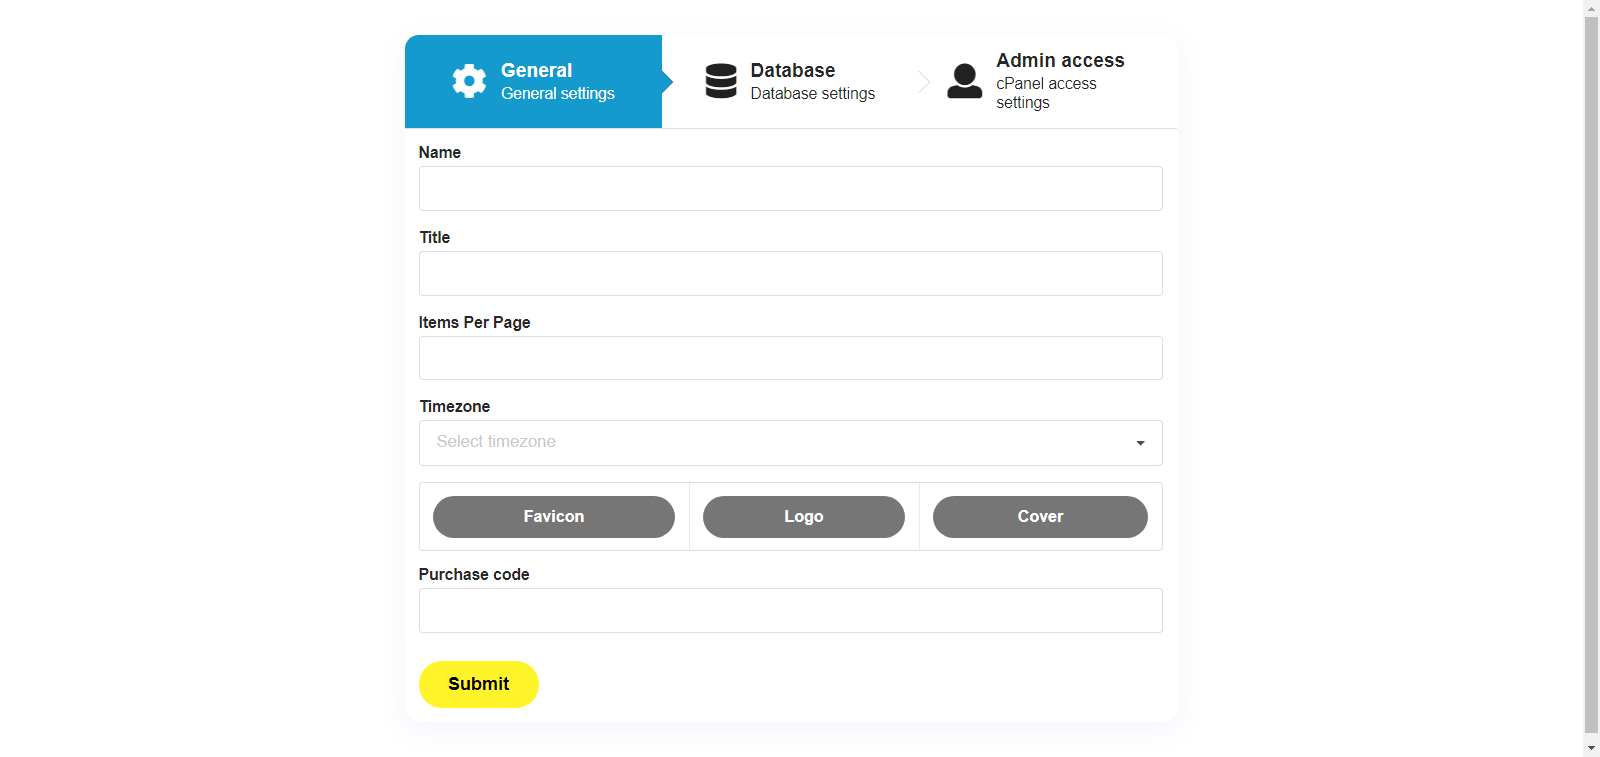 General
General settings
Database
Database settings
Admin access
cPanel access
settings
Name
Title
Items Per Page
Timezone
Select timezone
Favicon
Logo
Cover
Purchase code
Submit